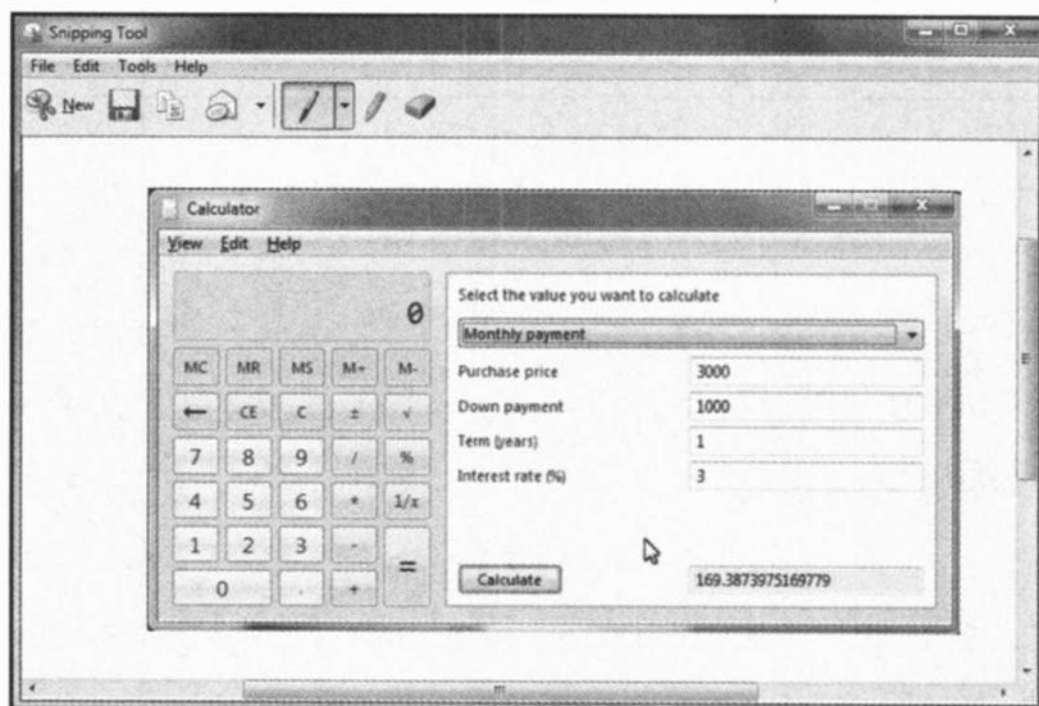 Snipping Tool
File Edit Tools Help
New
Calculator
View Edit Help
0
Select the value you want to calculate
Monthly payment
MC MR MS M+ M-
Purchase price 3000
← CE C ± √
Down payment 1000
7 8 9 / %
Term (years) 1
Interest rate (%) 3
4 5 6 * 1/x
1 2 3 - =
0 . +
Calculate 169.3873975169779